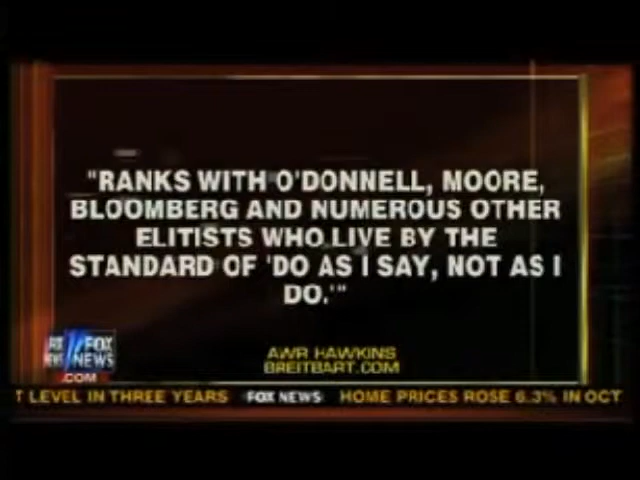 "RANKS WITH O'DONNELL, MOORE,
BLOOMBERG AND NUMEROUS OTHER
ELITISTS WHO LIVE BY THE
STANDARD OF 'DO AS I SAY, NOT AS I
DO.'"
AWR HAWKINS
BREITBART.COM
FOX
NEWS
.COM
T LEVEL IN THREE YEARS FOX NEWS HOME PRICES ROSE 6.3% IN OCT